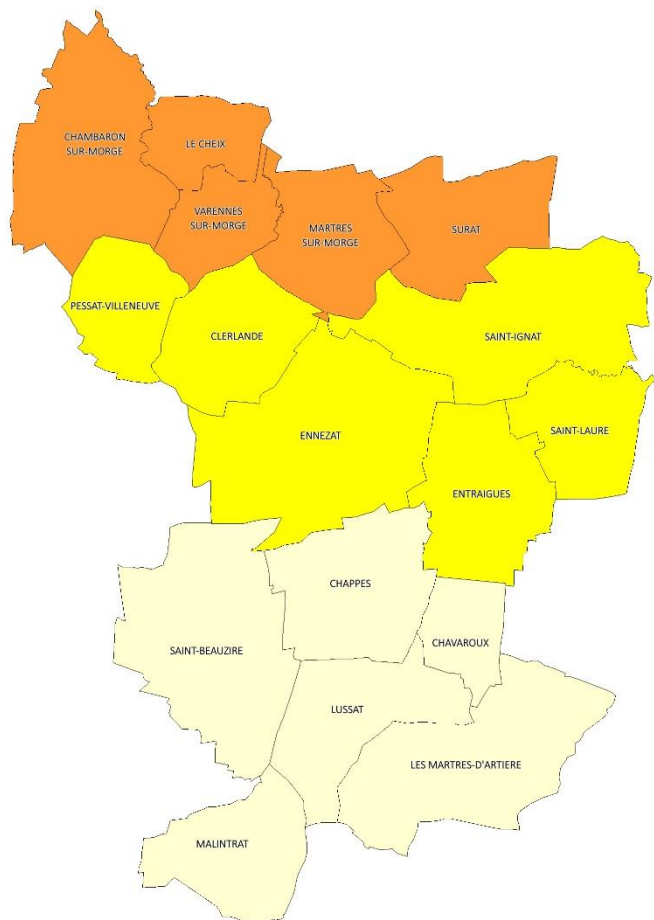 CHAMBARON
SUR-MORGE
LE CHEIX
VARENNES
SUR-MORGE
MARTRES
SUR-MORGE
SURAT
PESSAT-VILLENEUVE
CLERLANDE
SAINT-IGNAT
ENNEZAT
SAINT-LAURE
ENTRAIGUES
CHAPPES
SAINT-BEAUZIRE
CHAVAROUX
LUSSAT
LES MARTRES-D'ARTIERE
MALINTRAT